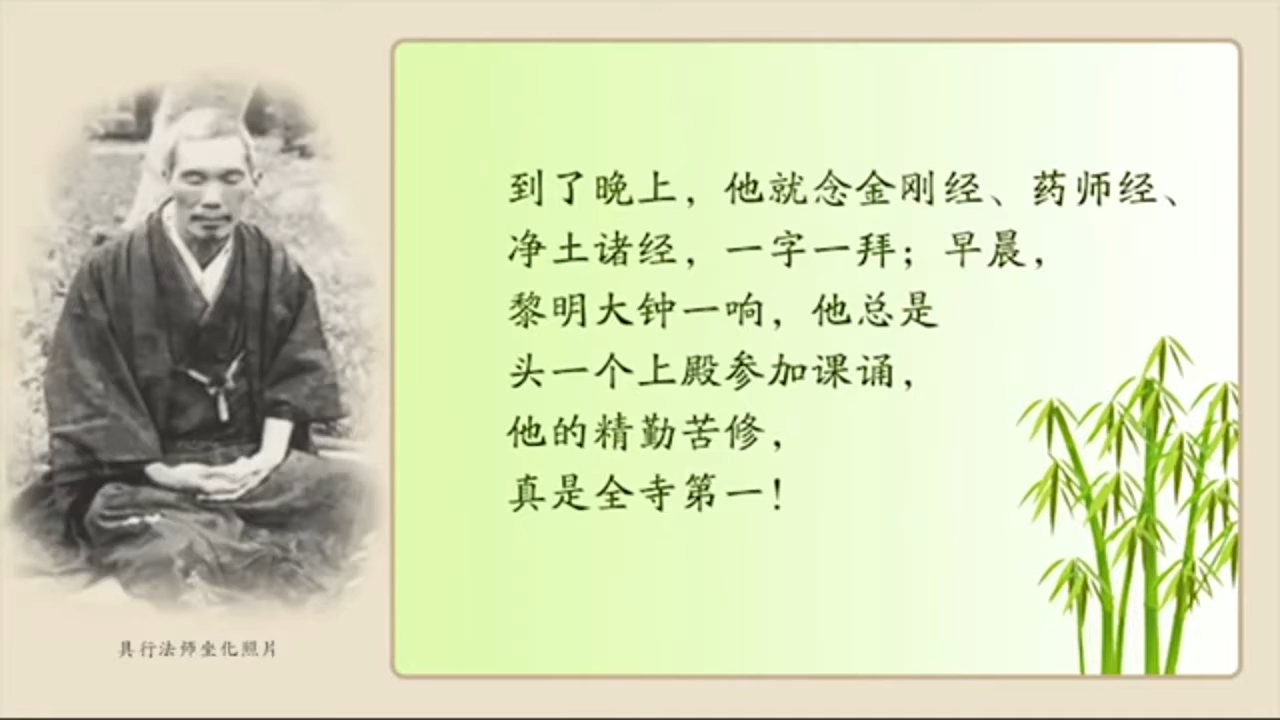 到了晚上，他就念金刚经、药师经、
净土诸经，一字一拜；早晨，
黎明大钟一响，他总是
头一个上殿参加课诵，
他的精勤苦修，
真是全寺第一！
具行法师坐化照片